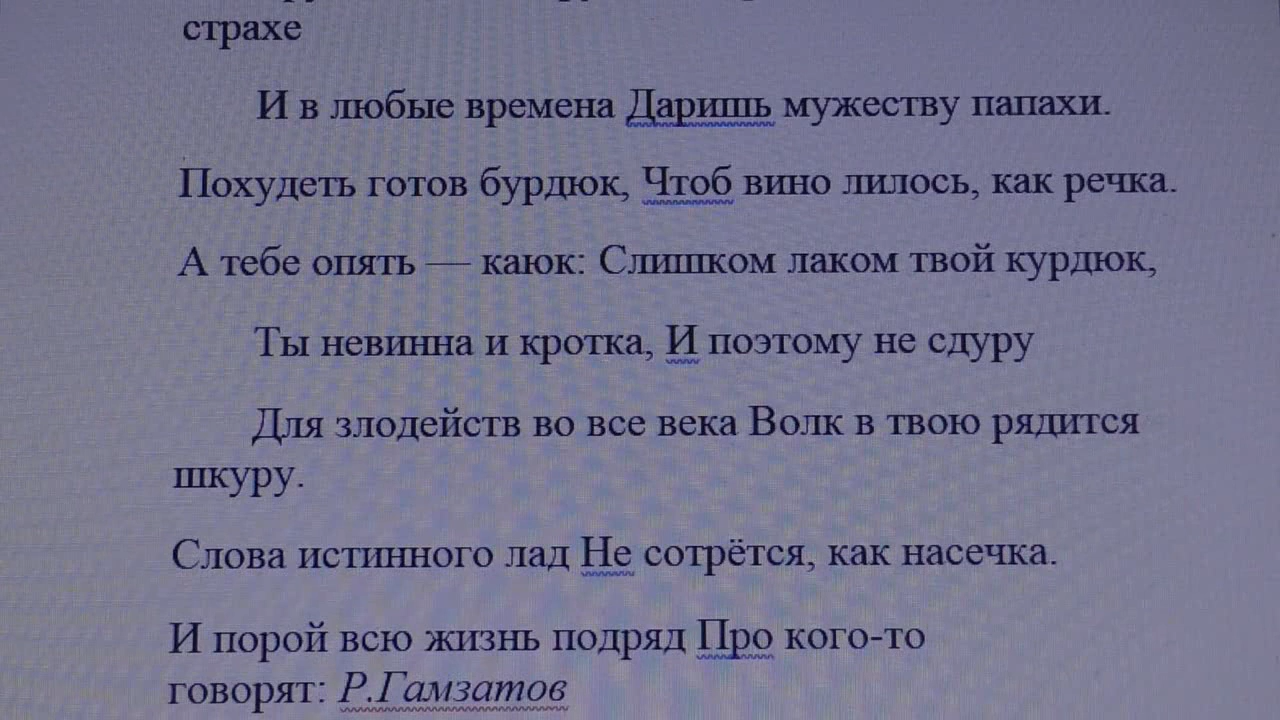 страхе
И в любые времена Даришь мужеству папахи.
Похудеть готов бурдюк, Чтоб вино лилось, как речка.
А тебе опять — каюк: Слишком лаком твой курдюк,
Ты невинна и кротка, И поэтому не сдуру
Для злодейств во все века Волк в твою рядится
шкуру.
Слова истинного лад Не сотрётся, как насечка.
И порой всю жизнь подряд Про кого-то
говорят: Р.Гамзатов